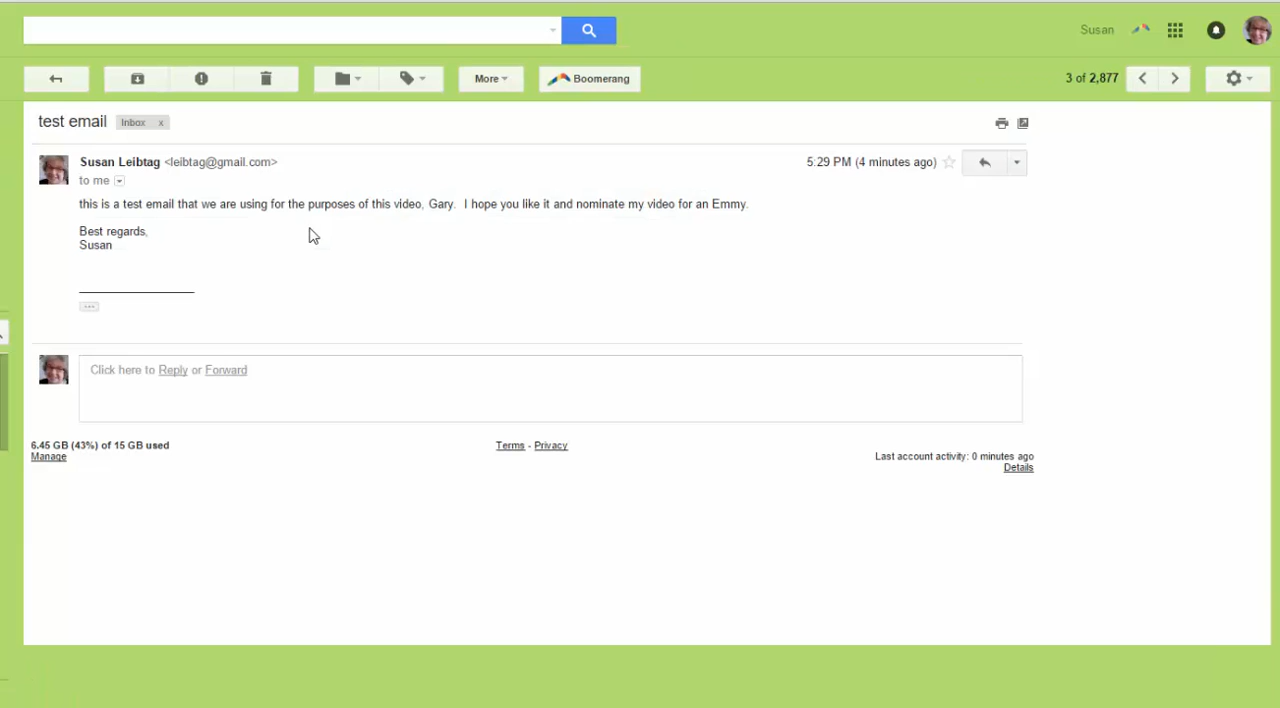 Susan
More
Boomerang
3 of 2,877
test email Inbox x
Susan Leibtag <leibtag@gmail.com> 5:29 PM (4 minutes ago)
to me
this is a test email that we are using for the purposes of this video, Gary. I hope you like it and nominate my video for an Emmy.
Best regards,
Susan
Click here to Reply or Forward
6.45 GB (43%) of 15 GB used
Manage
Terms - Privacy
Last account activity: 0 minutes ago
Details